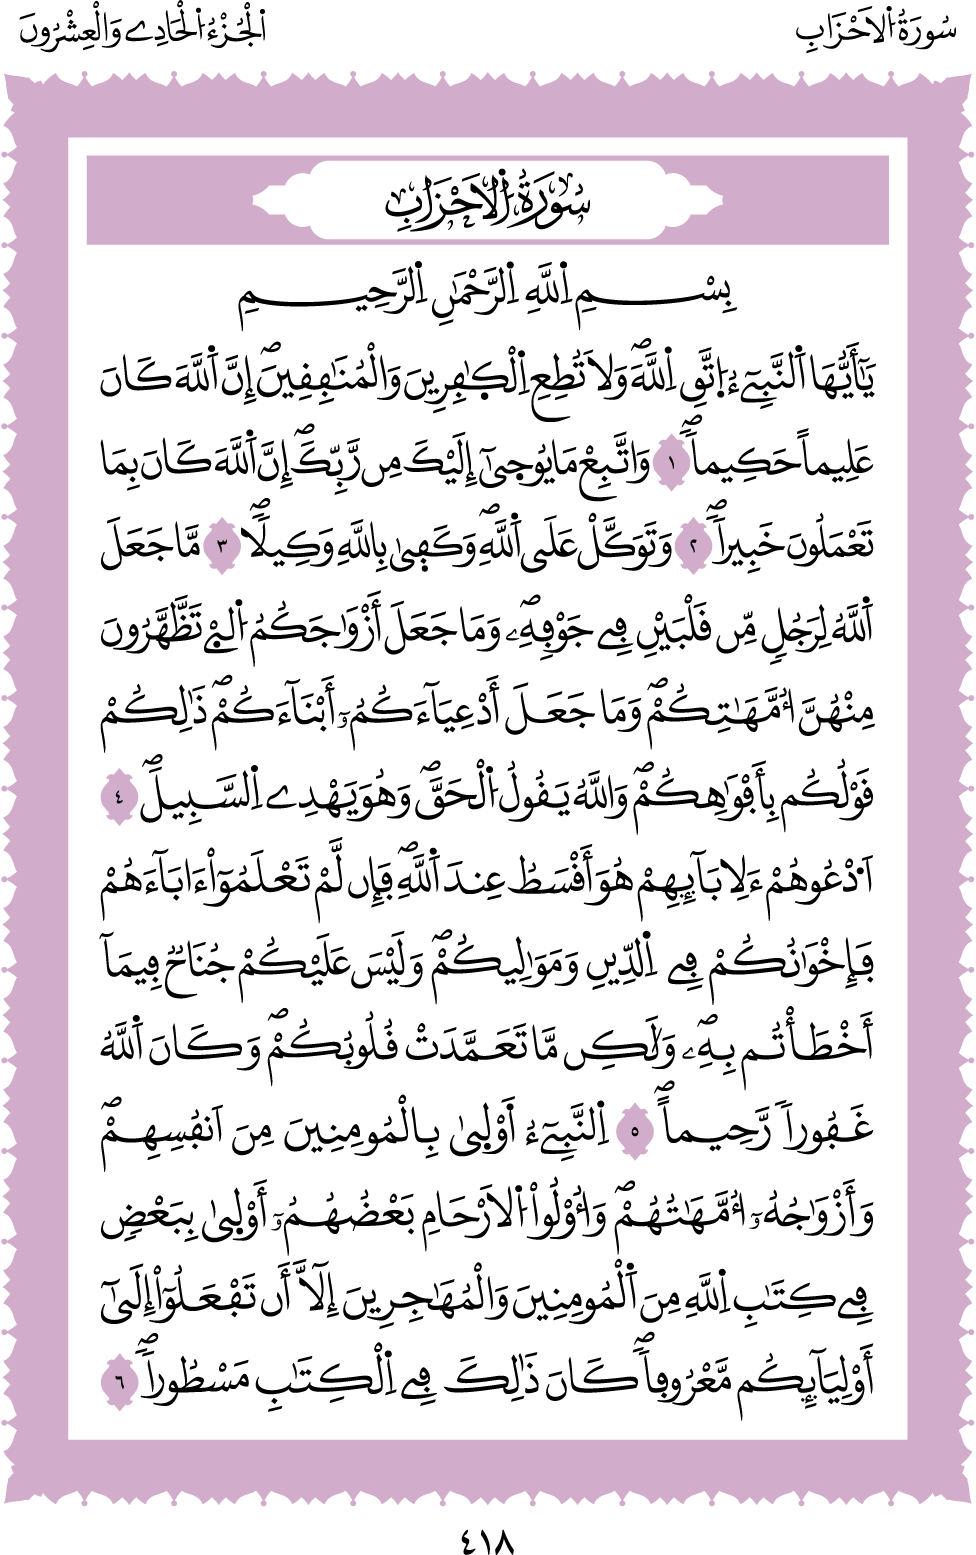 سُورَةُ اُ۬لَاحْزَابِ
اَ۬لْجُزْءُ اُ۬لْحَادِے وَالْعِشْرُونَ
سُورَةُ اُ۬لَاحْزَابِ
بِسْمِ اِ۬للَّهِ اِ۬لرَّحْمَٰنِ اِ۬لرَّحِيمِ
يَٰٓأَيُّهَا اَ۬لنَّبِےٓءُ اِ۪تَّقِ اِ۬للَّهَۖ وَلَا تُطِعِ اِ۬لْكٰ۪فِرِينَ وَالْمُنَٰفِقِينَۖ إِنَّ اَ۬للَّهَ كَانَ
عَلِيماً حَكِيماٗۖ ١ وَاتَّبِعْ مَا يُوح۪يٰٓ إِلَيْكَ مِن رَّبِّكَۖ إِنَّ اَ۬للَّهَ كَانَ بِمَا
تَعْمَلُونَ خَبِيراٗۖ ٢ وَتَوَكَّلْ عَلَي اَ۬للَّهِۖ وَكَف۪يٰ بِاللَّهِ وَكِيلاٗۖ ٣ مَّا جَعَلَ
اَ۬للَّهُ لِرَجُلٖ مِّن قَلْبَيْنِ فِے جَوْفِهِۦۖ وَمَا جَعَلَ أَزْوَٰجَكُمُ اُ۬لَّٰےْ تَظَّهَّرُونَ
مِنْهُنَّ أُمَّهَٰتِكُمْۖ وَمَا جَعَلَ أَدْعِيَآءَكُمُۥٓ أَبْنَآءَكُمْۖ ذَٰلِكُمْ
قَوْلُكُم بِأَفْوَٰهِكُمْۖ وَاللَّهُ يَقُولُ اُ۬لْحَقَّۖ وَهُوَ يَهْدِے اِ۬لسَّبِيلَۖ ٤
اَ۟دْعُوهُمْ ءَلِابَآئِهِمْ هُوَ أَقْسَطُ عِندَ اَ۬للَّهِۖ فَإِن لَّمْ تَعْلَمُوٓاْ ءَابَآءَهُمْ
فَإِخْوَٰنُكُمْ فِے اِ۬لدِّينِ وَمَوَٰلِيكُمْۖ وَلَيْسَ عَلَيْكُمْ جُنَاحٞ فِيمَآ
أَخْطَأْتُم بِهِۦۖ وَلَٰكِن مَّا تَعَمَّدَتْ قُلُوبُكُمْۖ وَكَانَ اَ۬للَّهُ
غَفُوراٗ رَّحِيماًۖ ٥ اِ۬لنَّبِےٓءُ أَوْل۪يٰ بِالْمُومِنِينَ مِنَ اَنفُسِهِمْۖ
وَأَزْوَٰجُهُۥٓ أُمَّهَٰتُهُمْۖ وَأُوْلُواْ اُ۬لَارْحَامِ بَعْضُهُمُۥٓ أَوْل۪يٰ بِبَعْضٖ
فِے كِتَٰبِ اِ۬للَّهِ مِنَ اَ۬لْمُومِنِينَ وَالْمُهَٰجِرِينَ إِلَّآ أَن تَفْعَلُوٓاْ إِلَيٰٓ
أَوْلِيَآئِكُم مَّعْرُوفاٗۖ كَانَ ذَٰلِكَ فِے اِ۬لْكِتَٰبِ مَسْطُوراٗۖ ٦
٤١٨